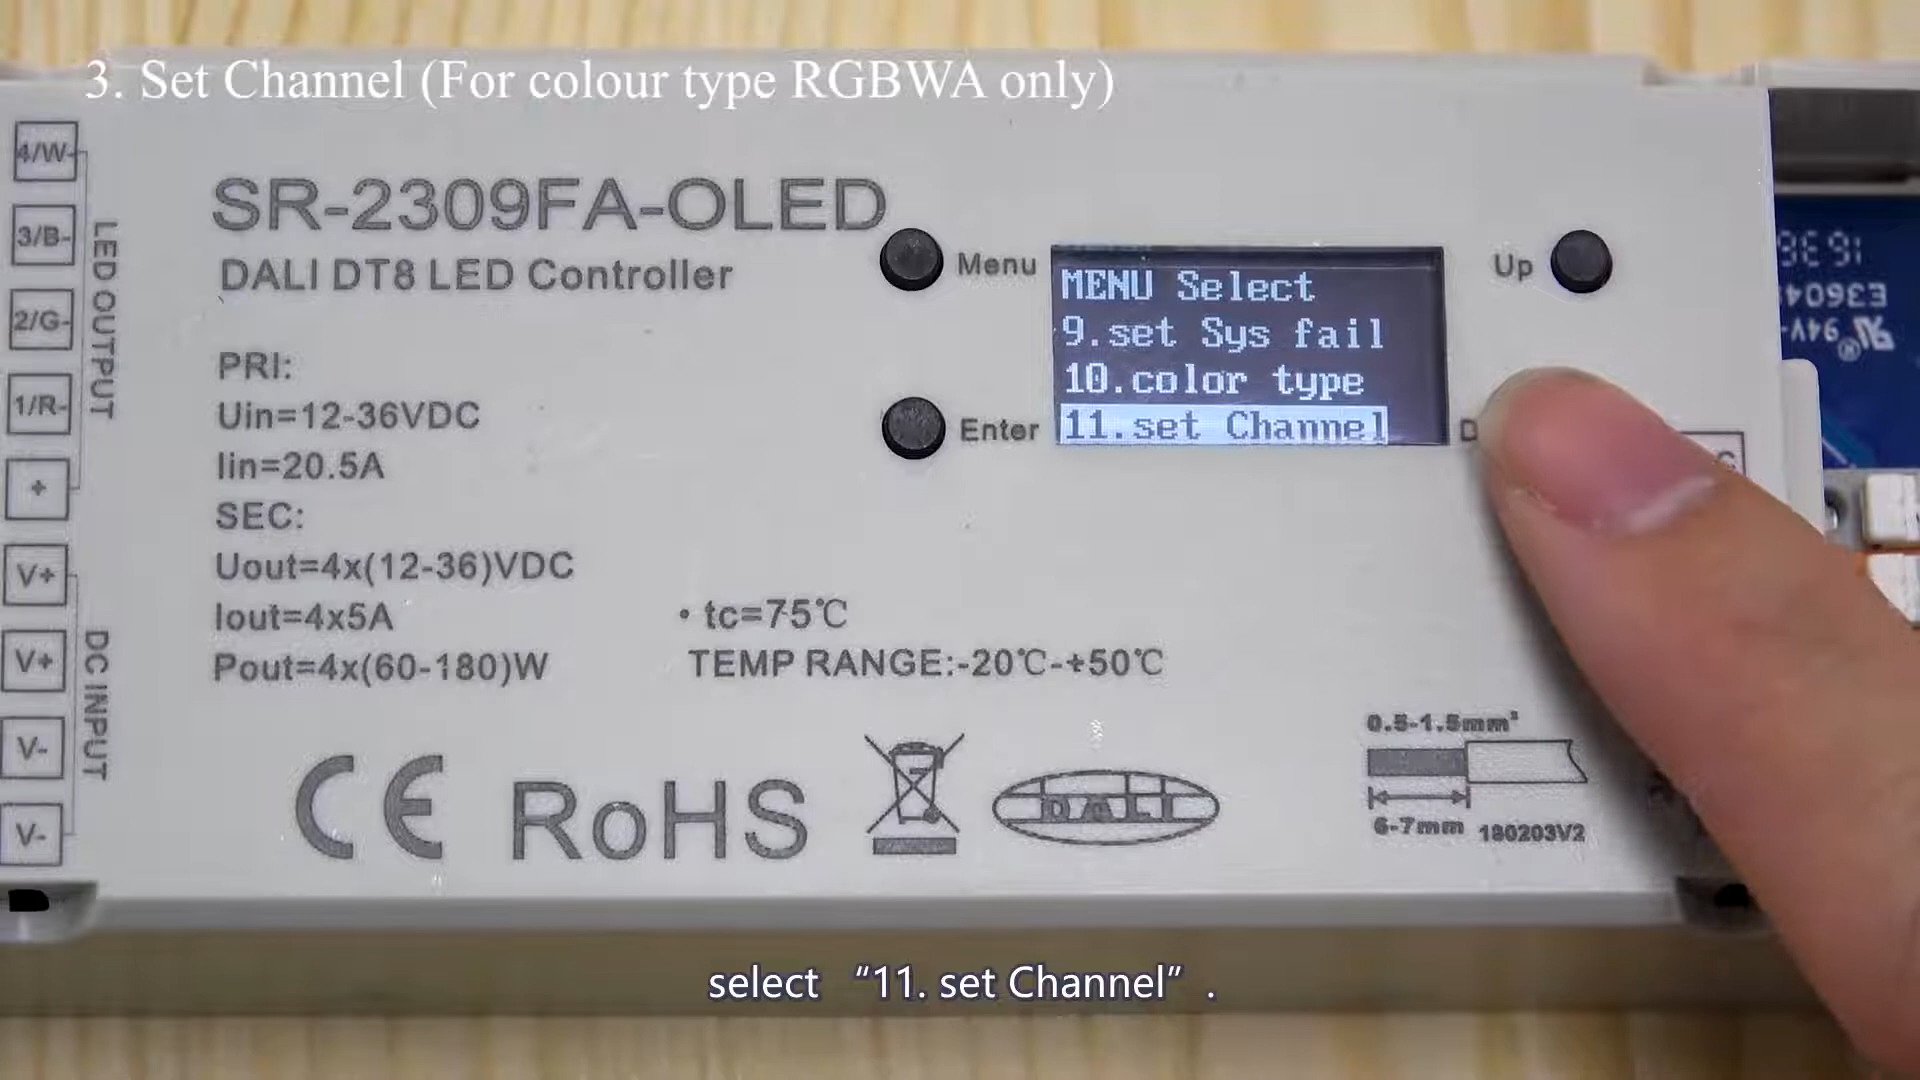 3. Set Channel (For colour type RGBWA only)
4/W-
3/B-
2/G-
1/R-
+
LED OUTPUT
V+
V+
V-
V-
DC INPUT
SR-2309FA-OLED
DALI DT8 LED Controller
PRI:
Uin=12-36VDC
Iin=20.5A
SEC:
Uout=4x(12-36)VDC
Iout=4x5A
Pout=4x(60-180)W
• tc=75℃
TEMP RANGE:-20℃-+50℃
Menu
Enter
MENU Select
9.set Sys fail
10.color type
11.set Channel
Up
CE
RoHS
DALI
0.5-1.5mm²
6-7mm
180203V2
select “11. set Channel”.